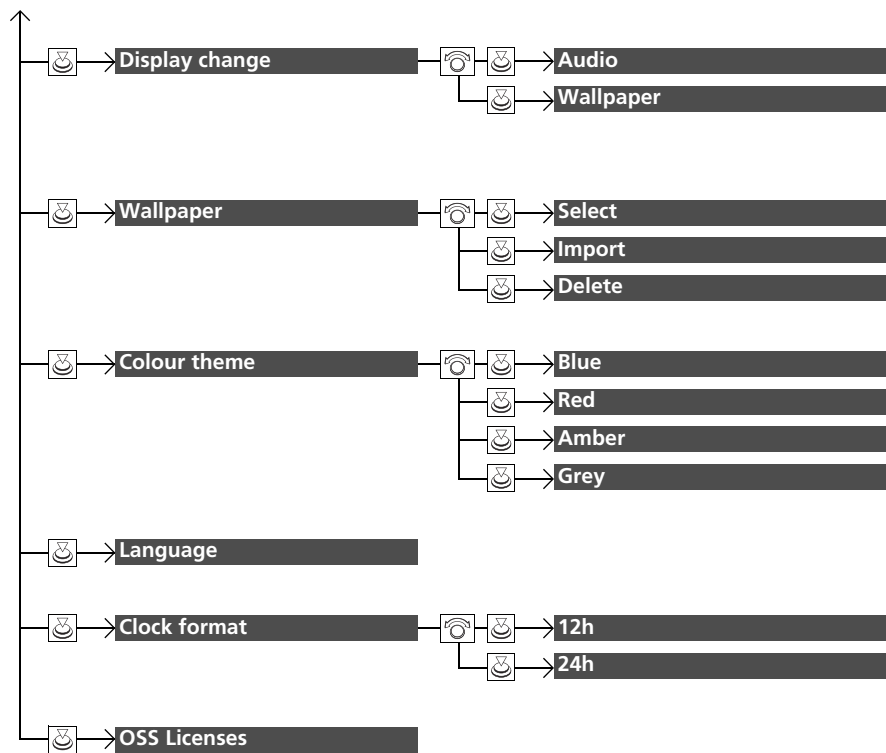 Display change
Audio
Wallpaper
Wallpaper
Select
Import
Delete
Colour theme
Blue
Red
Amber
Grey
Language
Clock format
12h
24h
OSS Licenses